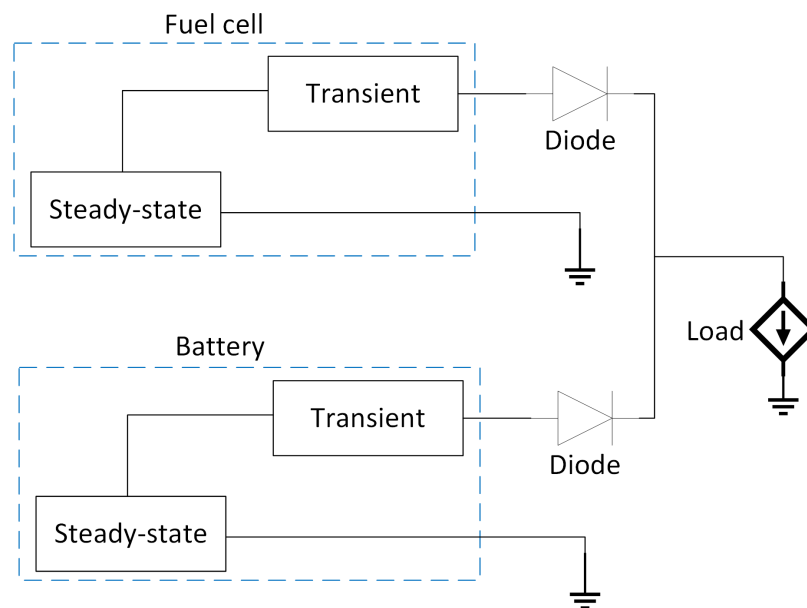 Fuel cell
Transient
Diode
Steady-state
Load
Battery
Transient
Diode
Steady-state